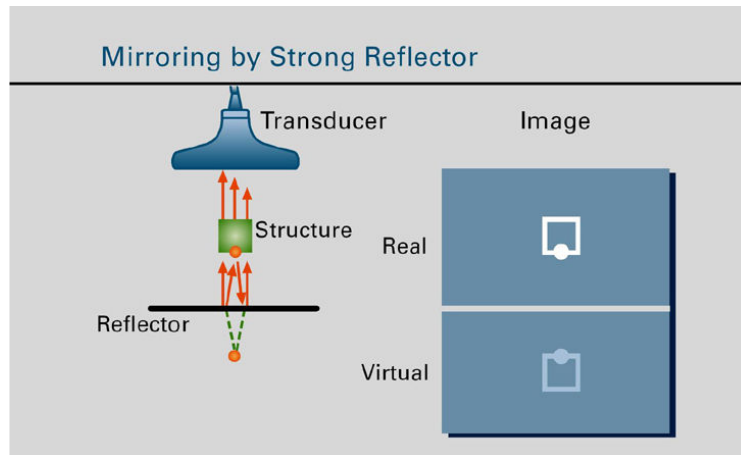 Mirroring by Strong Reflector
Transducer
Image
Structure
Real
Reflector
Virtual